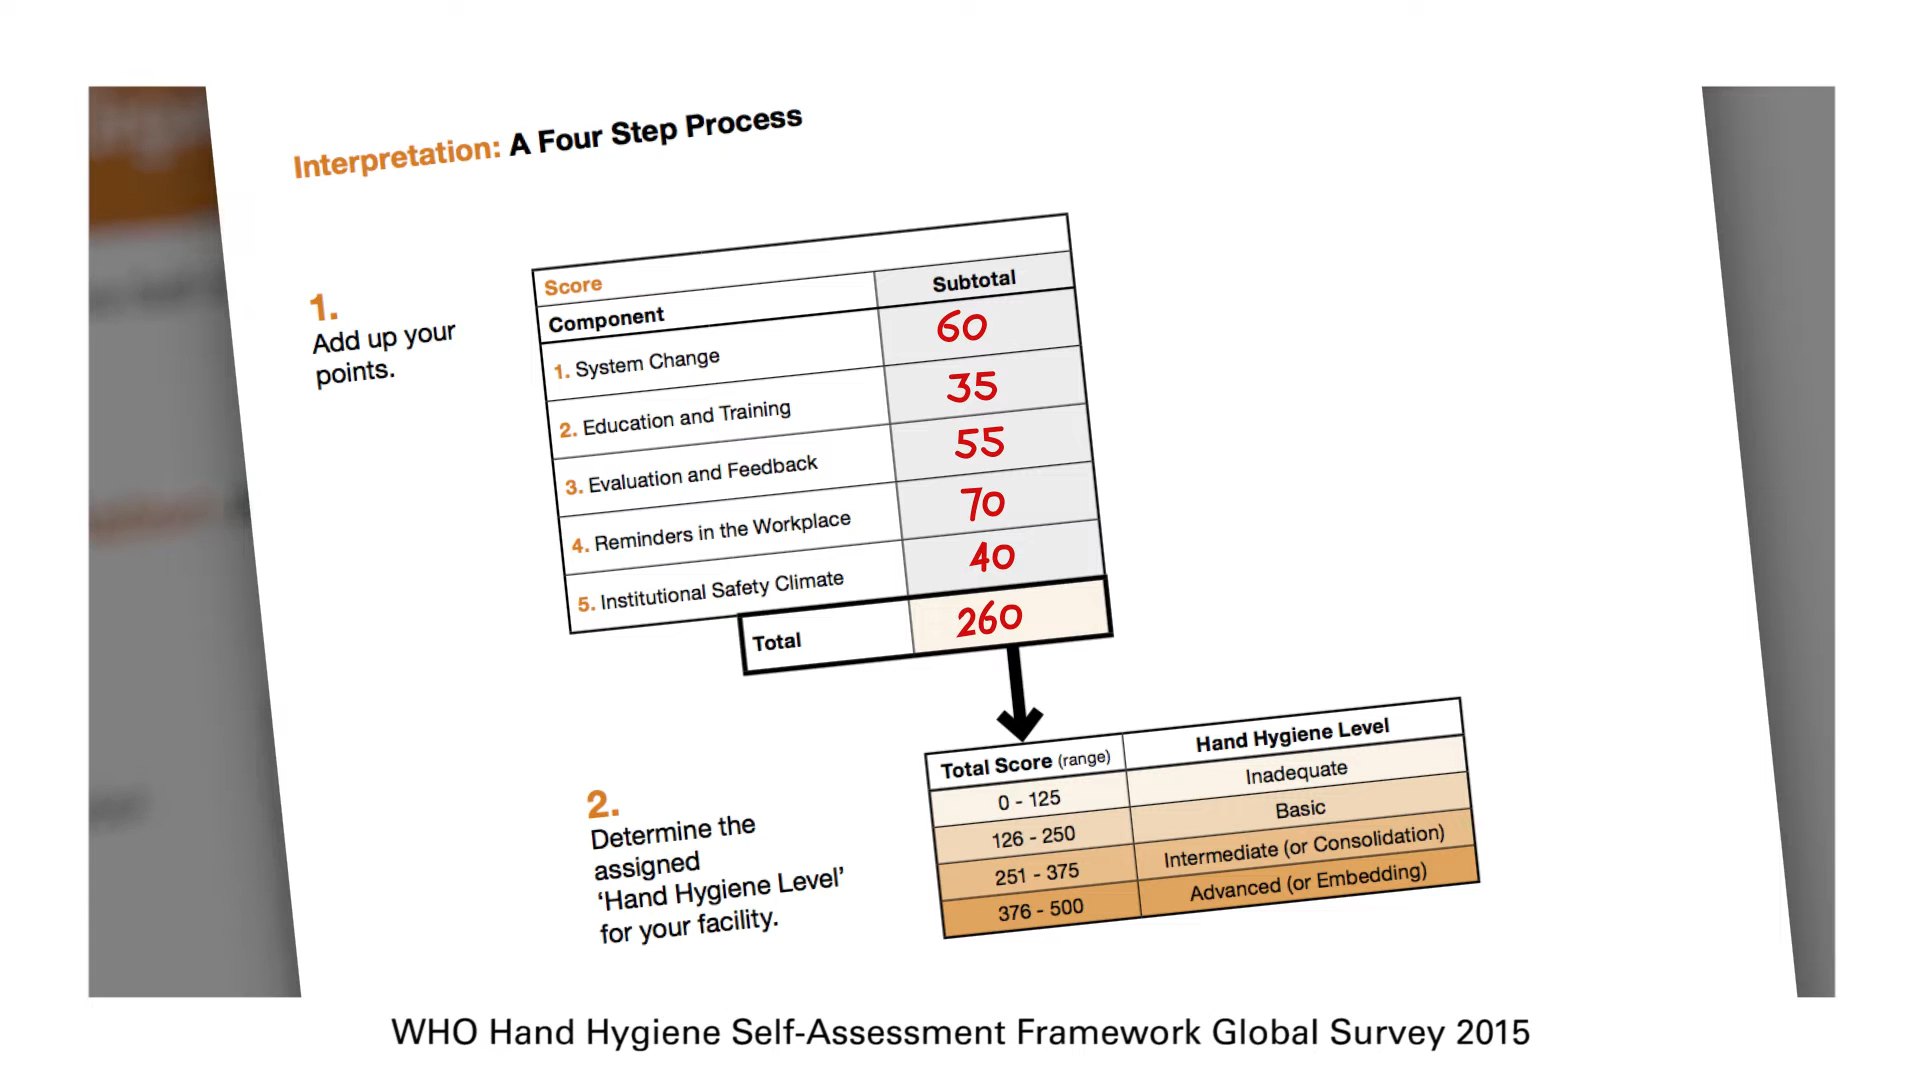 Interpretation: A Four Step Process
1.
Add up your
points.
Score
Component Subtotal
1. System Change 60
2. Education and Training 35
3. Evaluation and Feedback 55
4. Reminders in the Workplace 70
5. Institutional Safety Climate 40
Total 260
2.
Determine the
assigned
‘Hand Hygiene Level’
for your facility.
Total Score (range) Hand Hygiene Level
0 - 125 Inadequate
126 - 250 Basic
251 - 375 Intermediate (or Consolidation)
376 - 500 Advanced (or Embedding)
WHO Hand Hygiene Self-Assessment Framework Global Survey 2015